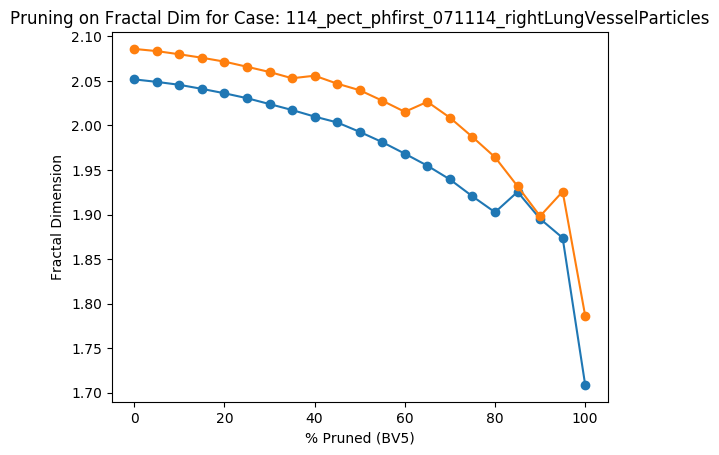 Pruning on Fractal Dim for Case: 114_pect_phfirst_071114_rightLungVesselParticles
2.10
2.05
2.00
1.95
1.90
1.85
1.80
1.75
1.70
Fractal Dimension
0 20 40 60 80 100
% Pruned (BV5)